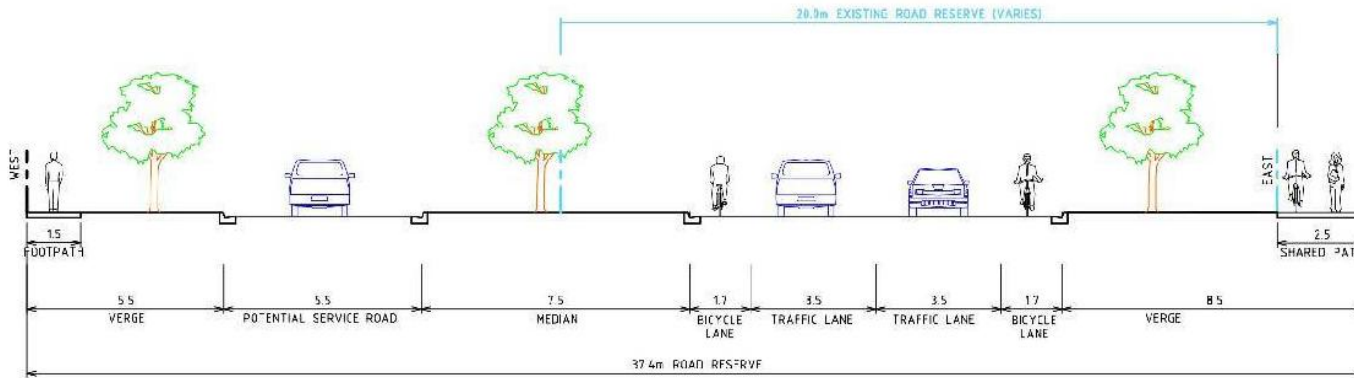 20.0m EXISTING ROAD RESERVE (VARIES)
WEST
EAST
1.5
FOOTPATH
2.5
SHARED PAT
5.5
VERGE
5.5
POTENTIAL SERVICE ROAD
7.5
MEDIAN
1.7
BICYCLE
LANE
3.5
TRAFFIC LANE
3.5
TRAFFIC LANE
1.7
BICYCLE
LANE
8.5
VERGE
37.4m ROAD RESERVE